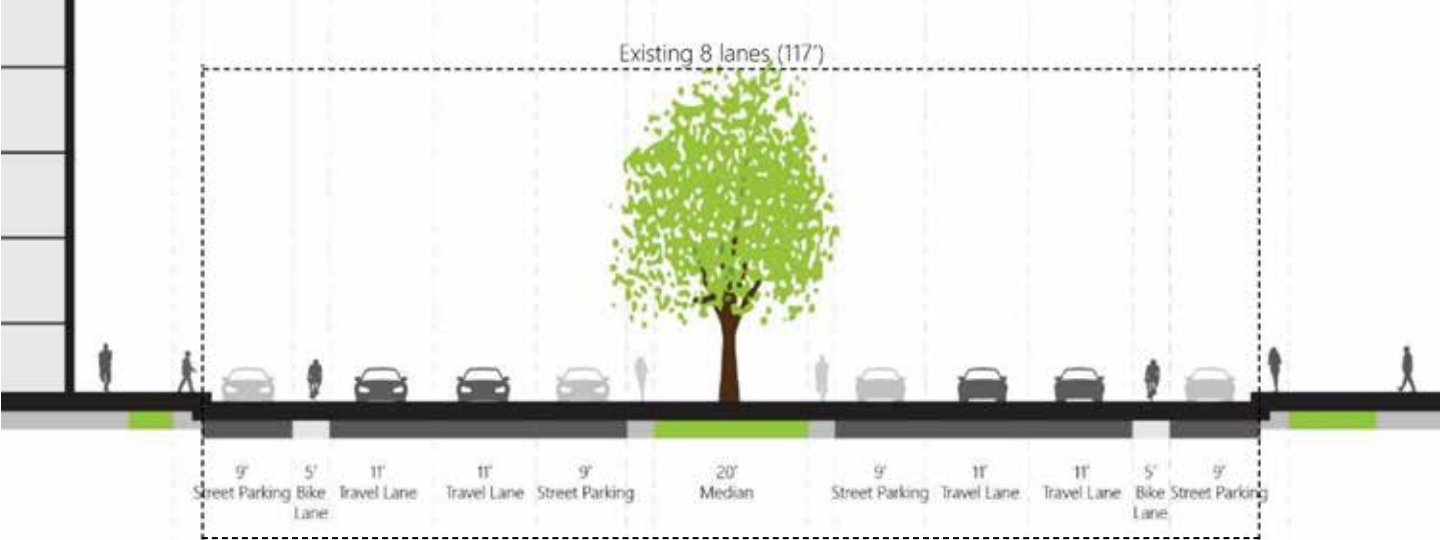 Existing 8 lanes (117')
9' 5' 11' 11' 9' 20' 9' 11' 11' 5' 9'
Street Parking Bike Travel Lane Travel Lane Street Parking Median Street Parking Travel Lane Travel Lane Bike Street Parking
Lane Lane